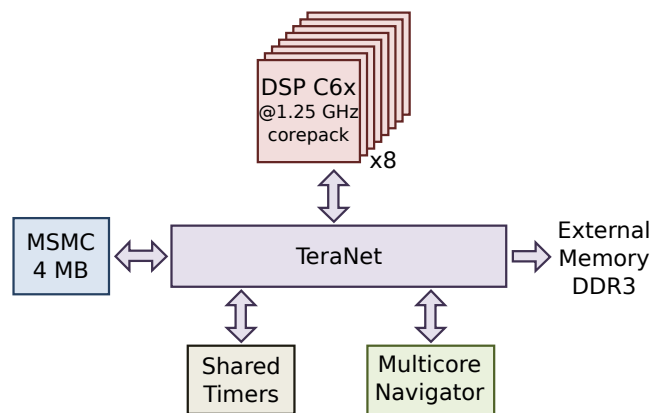 DSP C6x
@1.25 GHz
corepack
x8
MSMC
4 MB
TeraNet
External
Memory
DDR3
Shared
Timers
Multicore
Navigator